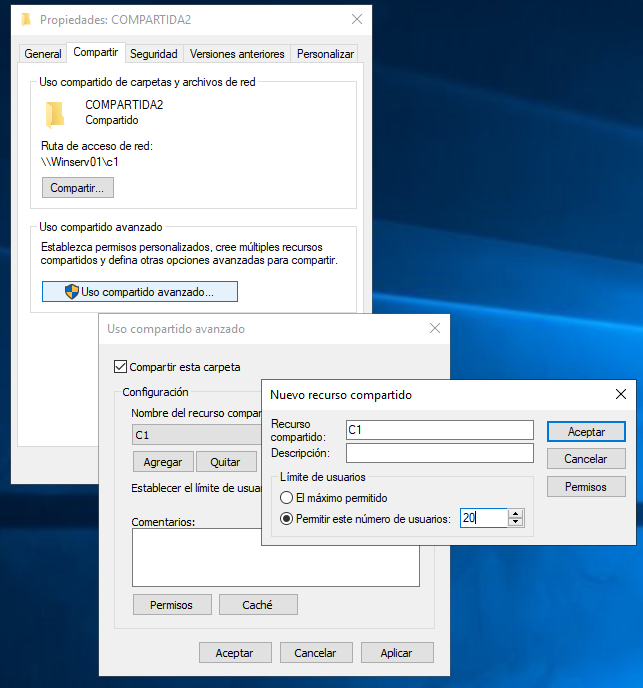 Propiedades: COMPARTIDA2
General
Compartir
Seguridad
Versiones anteriores
Personalizar
Uso compartido de carpetas y archivos de red
COMPARTIDA2
Compartido
Ruta de acceso de red:
\\Winserv01\c1
Compartir...
Uso compartido avanzado
Establezca permisos personalizados, cree múltiples recursos
compartidos y defina otras opciones avanzadas para compartir.
Uso compartido avanzado...
Uso compartido avanzado
Compartir esta carpeta
Configuración
Nombre del recurso
C1
Agregar
Quitar
Establecer el límite de
Comentarios:
Permisos
Caché
Aceptar
Cancelar
Aplicar
Nuevo recurso compartido
Recurso
compartido:
C1
Descripción:
Límite de usuarios
El máximo permitido
Permitir este número de usuarios:
20
Aceptar
Cancelar
Permisos